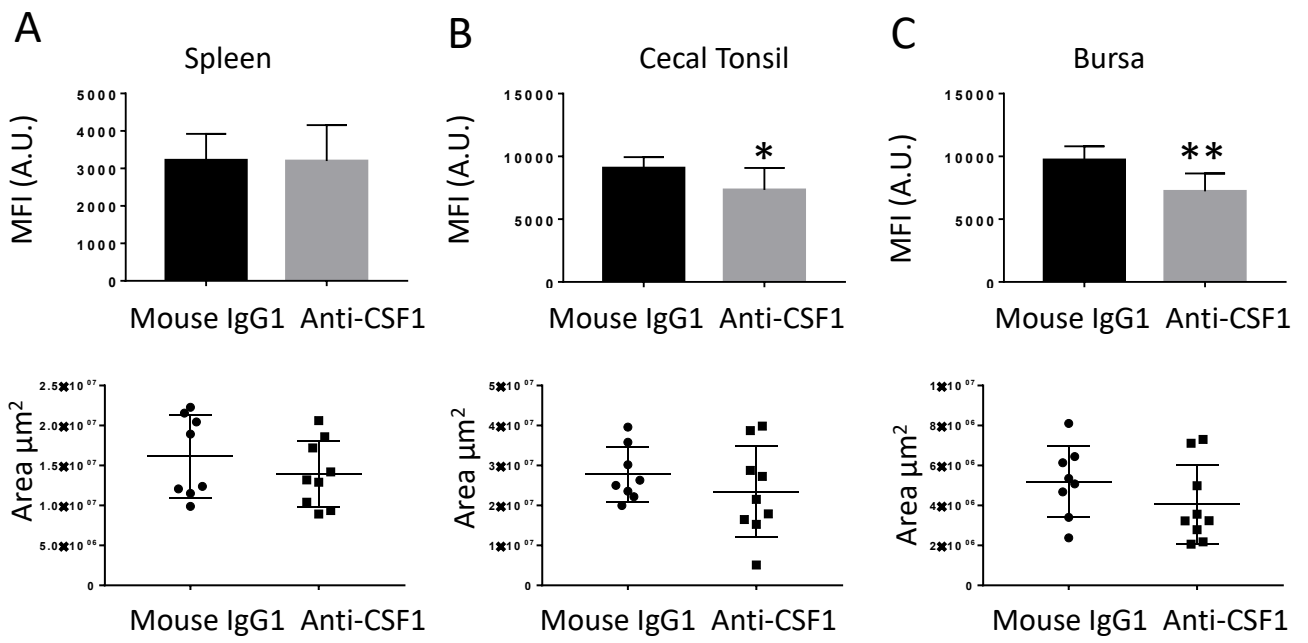 A
Spleen
MFI (A.U.)
5000
4000
3000
2000
1000
0
Mouse IgG1 Anti-CSF1
B
Cecal Tonsil
MFI (A.U.)
15000
10000
5000
0
*
Mouse IgG1 Anti-CSF1
C
Bursa
MFI (A.U.)
15000
10000
5000
0
**
Mouse IgG1 Anti-CSF1
Area µm²
2.5✖10⁰⁷
2.0✖10⁰⁷
1.5✖10⁰⁷
1.0✖10⁰⁷
5.0✖10⁰⁶
0
Mouse IgG1 Anti-CSF1
Area µm²
5✖10⁰⁷
4✖10⁰⁷
3✖10⁰⁷
2✖10⁰⁷
1✖10⁰⁷
0
Mouse IgG1 Anti-CSF1
Area µm²
1✖10⁰⁷
8✖10⁰⁶
6✖10⁰⁶
4✖10⁰⁶
2✖10⁰⁶
0
Mouse IgG1 Anti-CSF1